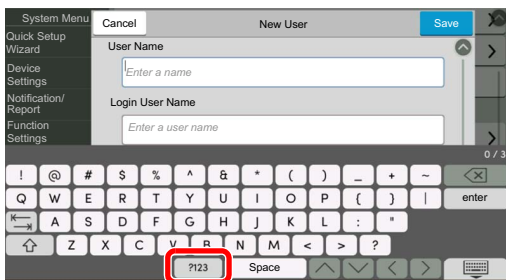 System Menu
Quick Setup
Wizard
Device
Settings
Notification/
Report
Function
Settings
Cancel
New User
Save
User Name
Enter a name
Login User Name
Enter a user name
0 / 3
! @ # $ % ^ & * ( ) _ + ~
Q W E R T Y U I O P { } | enter
A S D F G H J K L : "
Z X C V B N M < > ?
?123 Space